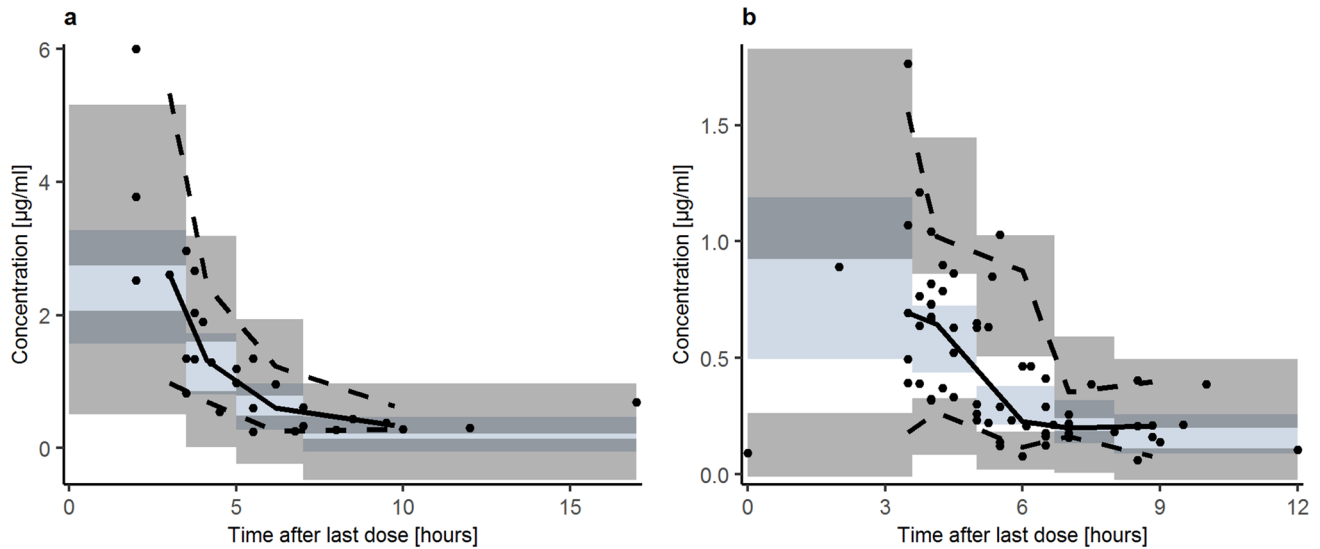 a
6
4
2
0
0 5 10 15
Concentration [µg/ml]
Time after last dose [hours]
b
1.5
1.0
0.5
0.0
0 3 6 9 12
Concentration [µg/ml]
Time after last dose [hours]